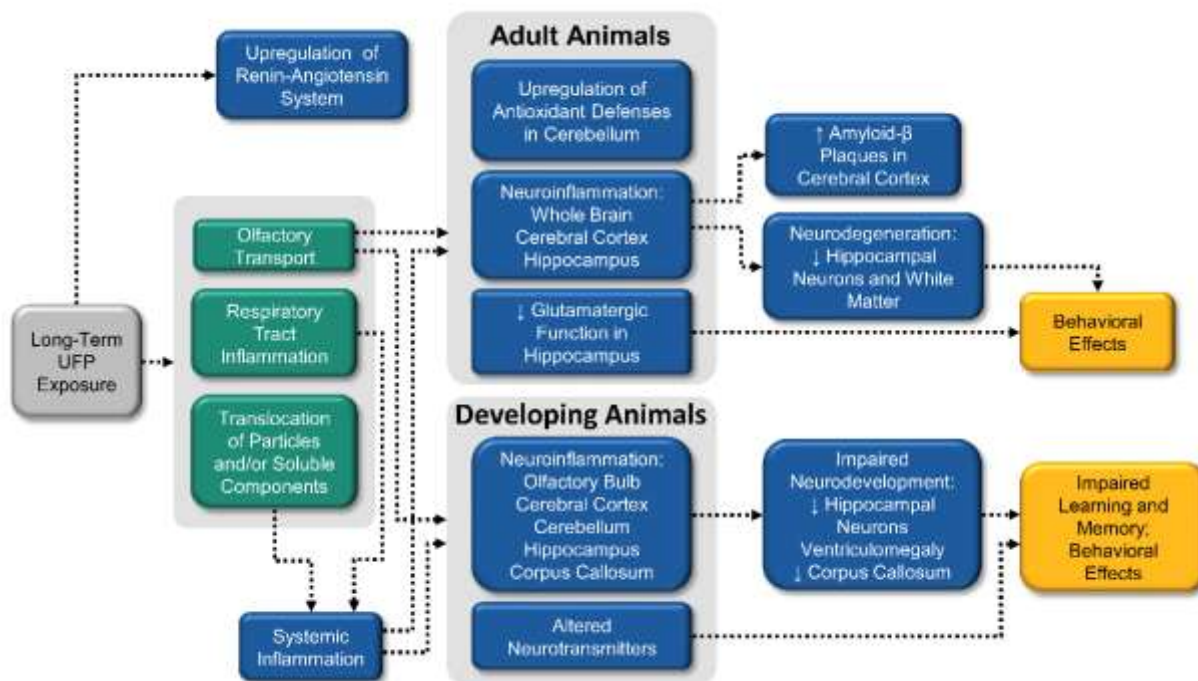 Upregulation of
Renin-Angiotensin
System
Long-Term
UFP
Exposure
Olfactory
Transport
Respiratory
Tract
Inflammation
Translocation
of Particles
and/or Soluble
Components
Systemic
Inflammation
Adult Animals
Upregulation of
Antioxidant Defenses
in Cerebellum
Neuroinflammation:
Whole Brain
Cerebral Cortex
Hippocampus
↓ Glutamatergic
Function in
Hippocampus
↑ Amyloid-β
Plaques in
Cerebral Cortex
Neurodegeneration:
↓ Hippocampal
Neurons and White
Matter
Behavioral
Effects
Developing Animals
Neuroinflammation:
Olfactory Bulb
Cerebral Cortex
Cerebellum
Hippocampus
Corpus Callosum
Altered
Neurotransmitters
Impaired
Neurodevelopment:
↓ Hippocampal
Neurons
Ventriculomegaly
↓ Corpus Callosum
Impaired
Learning and
Memory;
Behavioral
Effects